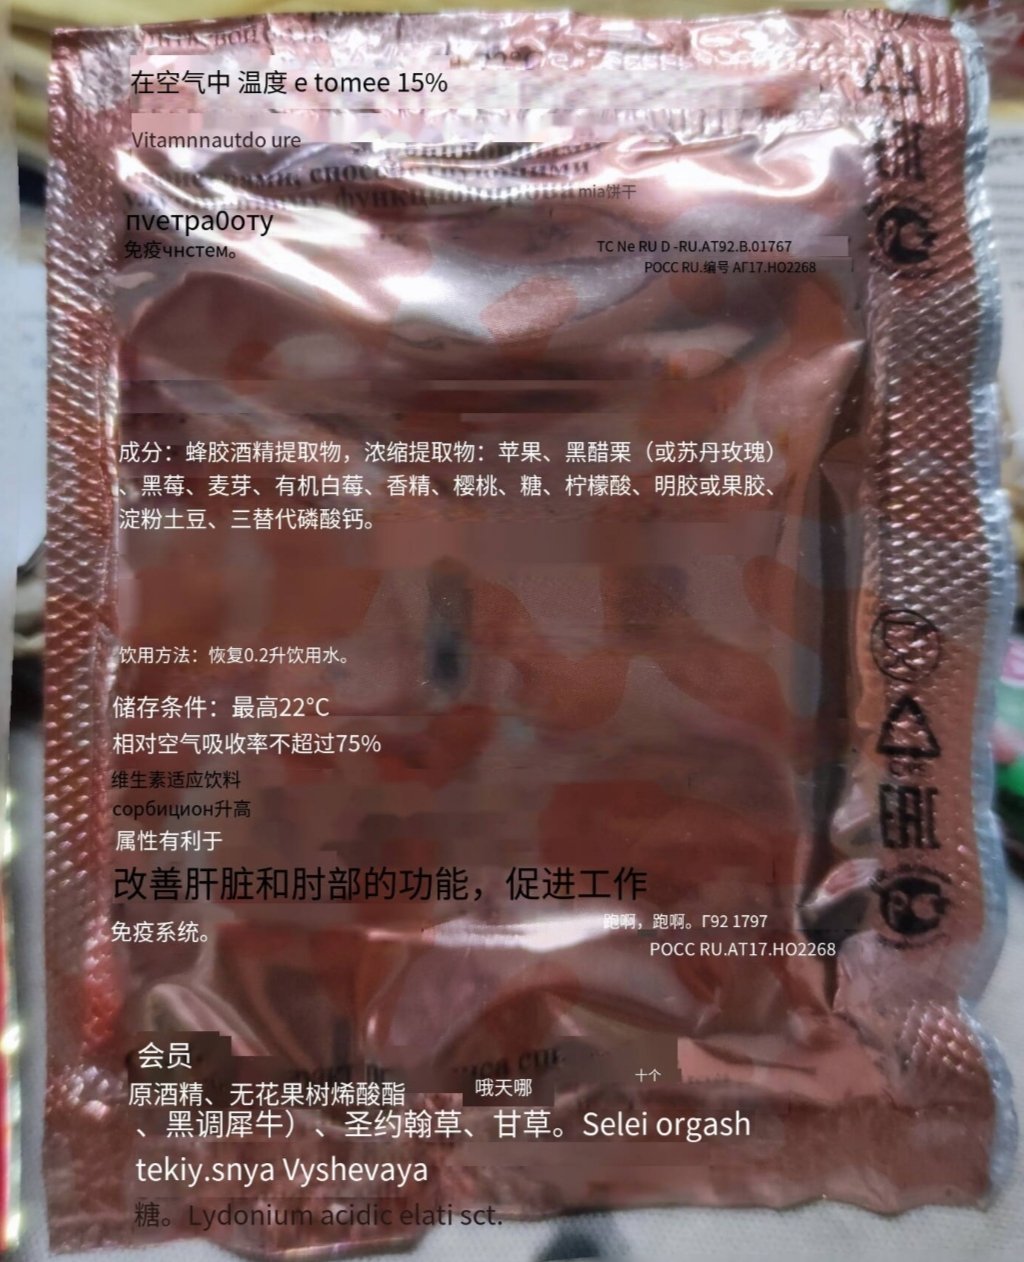 在空气中 温度 e tomee 15%
Vitamnnautdo ure
mia饼干
пvетра0оту
免疫чнстем。
TC Ne RU D -RU.AT92.B.01767
РОСС RU.编号 АГ17.НО2268
成分：蜂胶酒精提取物，浓缩提取物：苹果、黑醋栗（或苏丹玫瑰）
、黑莓、麦芽、有机白莓、香精、樱桃、糖、柠檬酸、明胶或果胶、
淀粉土豆、三替代磷酸钙。
饮用方法：恢复0.2升饮用水。
储存条件：最高22°C
相对空气吸收率不超过75%
维生素适应饮料
сорбицион升高
属性有利于
改善肝脏和肘部的功能，促进工作
免疫系统。
跑啊，跑啊。Г92 1797
POCC RU.AT17.HO2268
EAC
PC
会员
十个
原酒精、无花果树烯酸酯
哦天哪
、黑调犀牛）、圣约翰草、甘草。Selei orgash
tekiy.snya Vyshevaya
糖。Lydonium acidic elati sct.